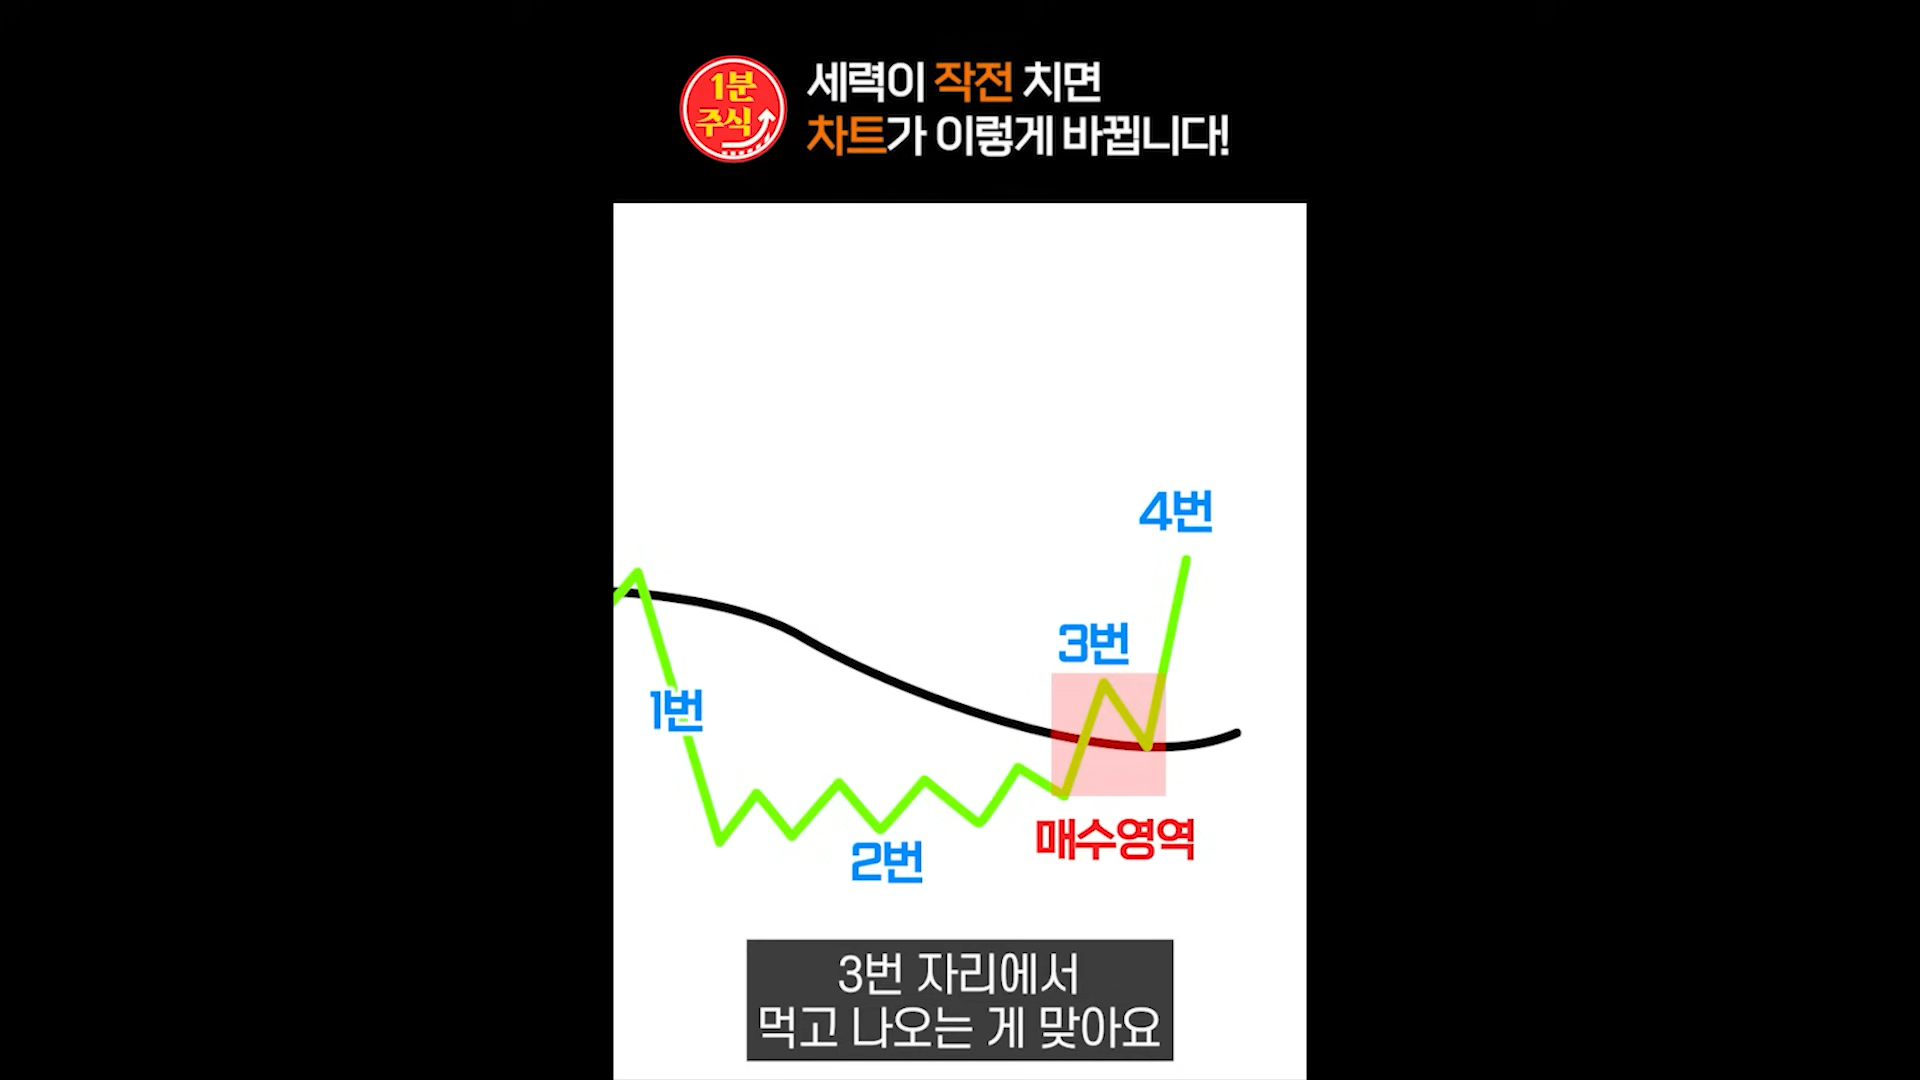 1분
주식
세력이 작전 치면
차트가 이렇게 바뀝니다!
4번
3번
1번
매수영역
2번
3번 자리에서
먹고 나오는 게 맞아요